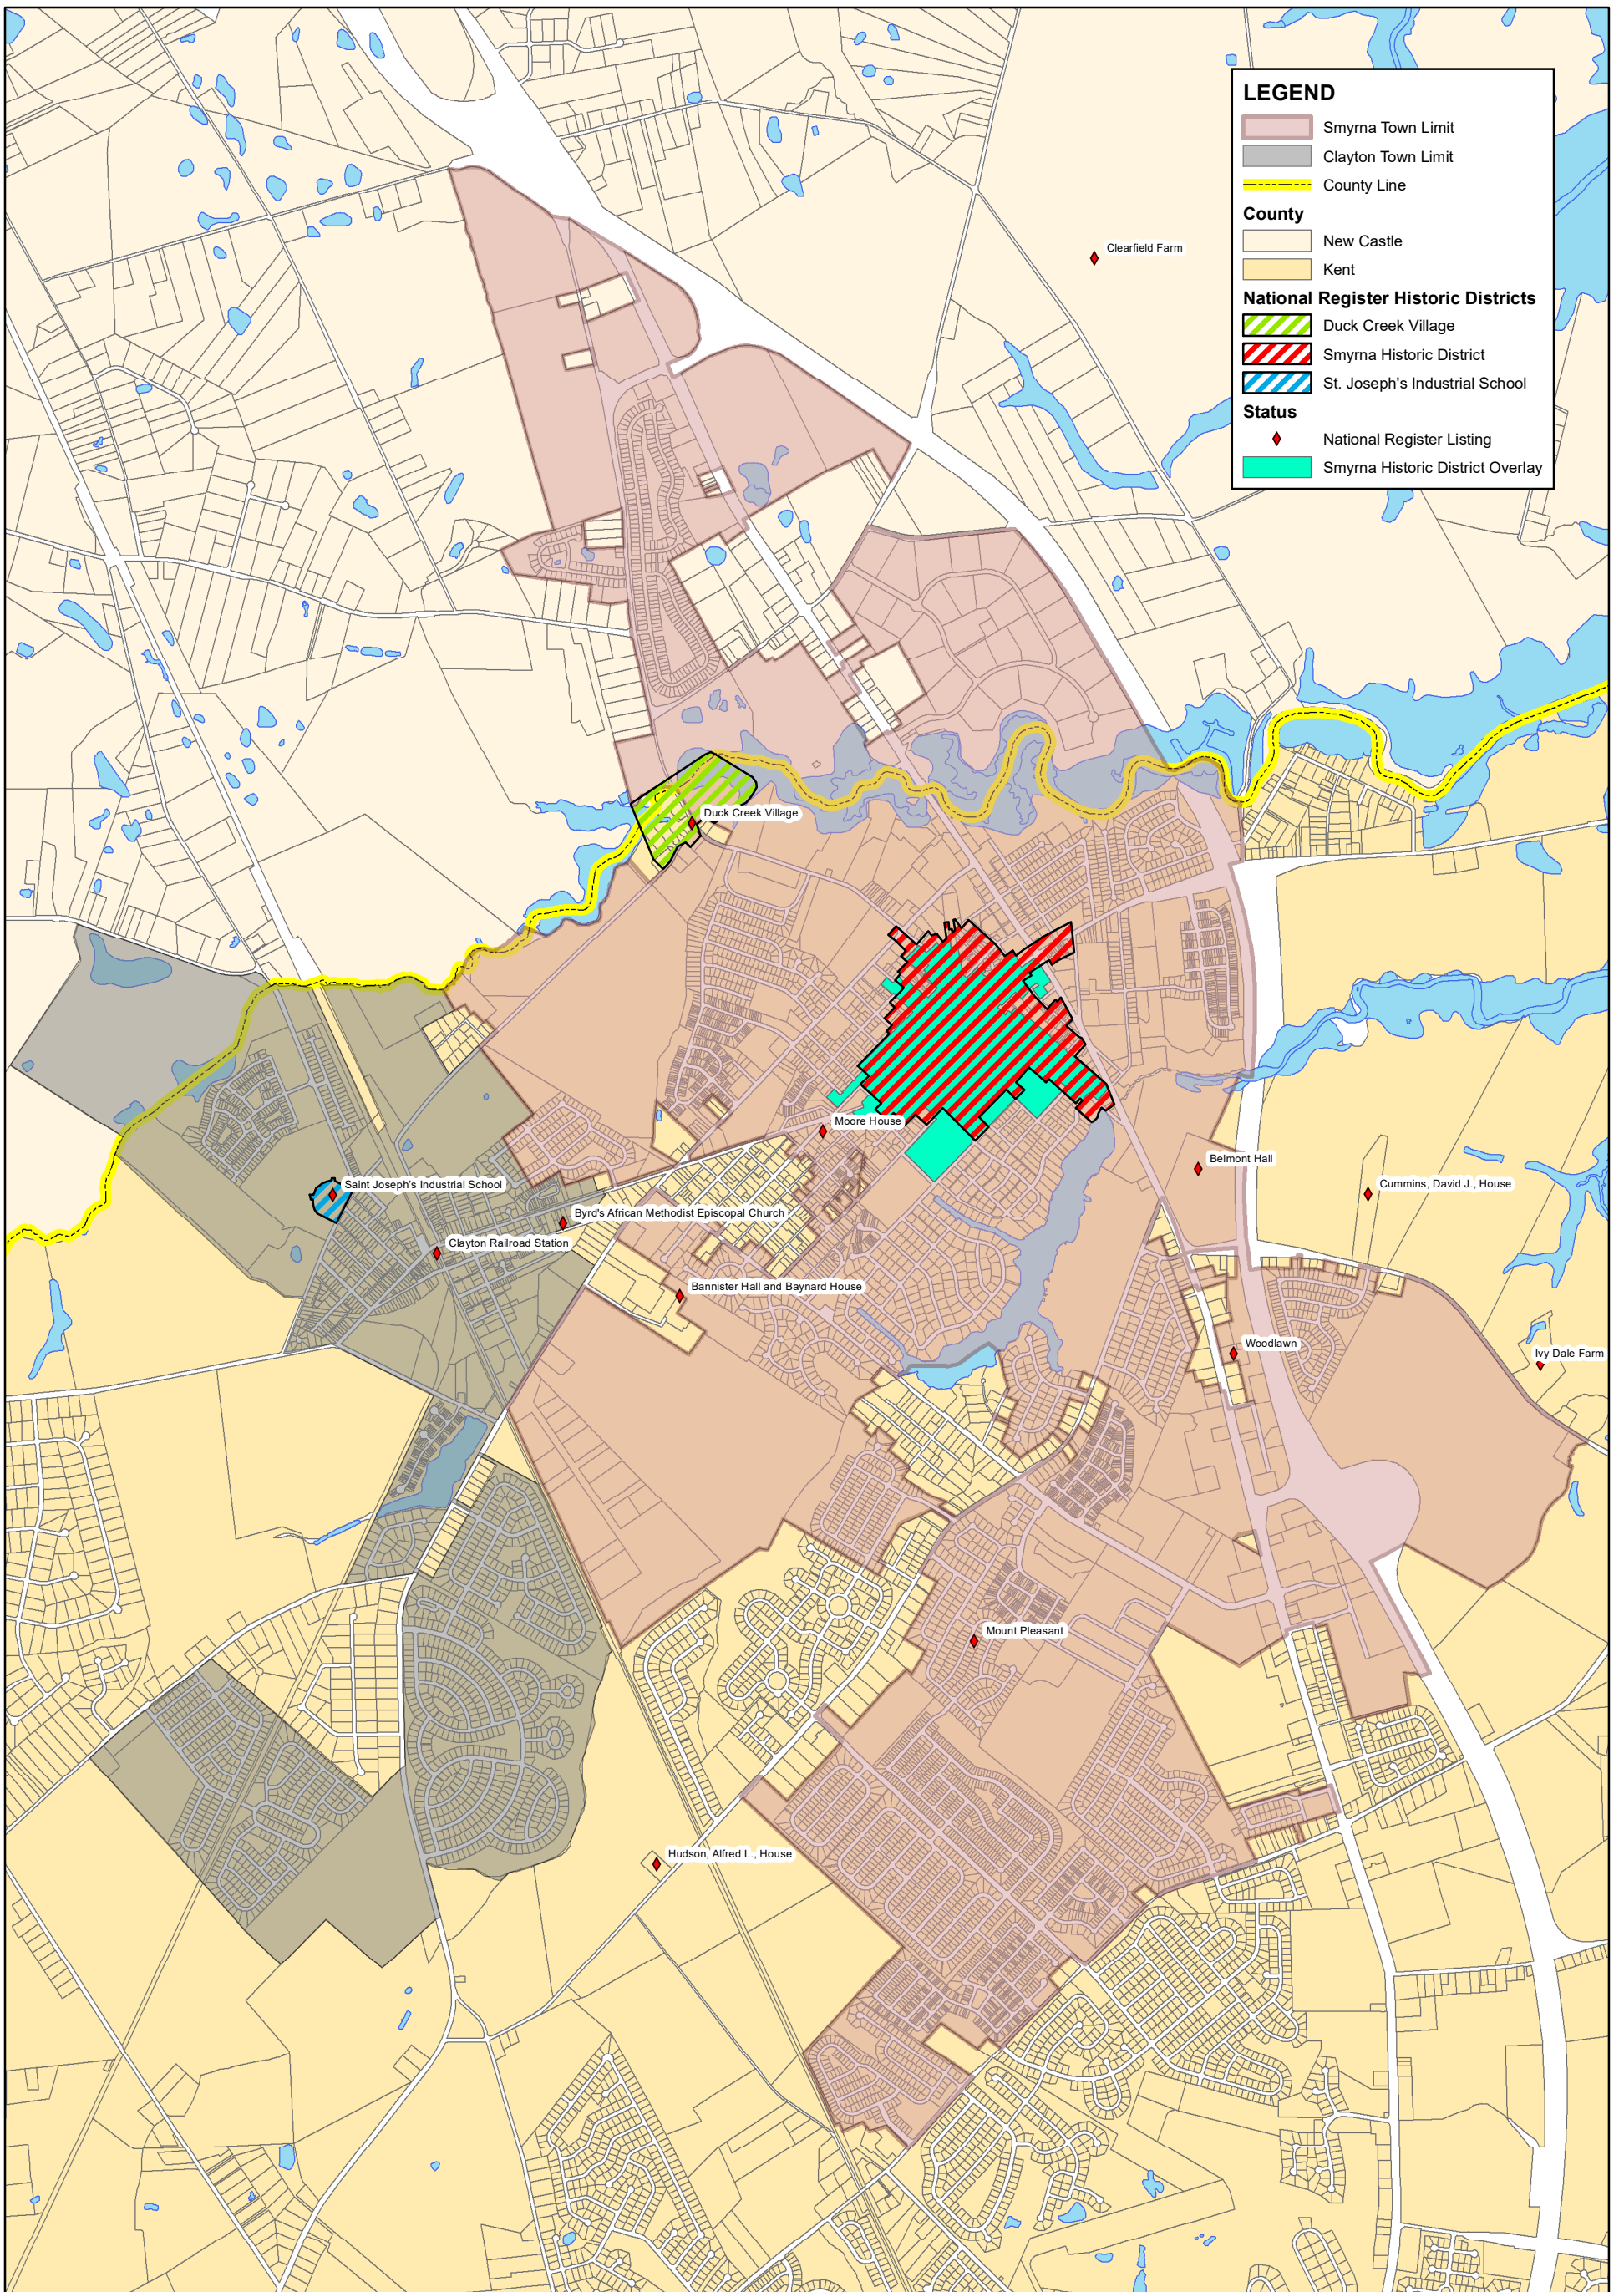 LEGEND
Smyrna Town Limit
Clayton Town Limit
County Line
County
New Castle
Kent
National Register Historic Districts
Duck Creek Village
Smyrna Historic District
St. Joseph's Industrial School
Status
National Register Listing
Smyrna Historic District Overlay
Clearfield Farm
Duck Creek Village
Moore House
Belmont Hall
Saint Joseph's Industrial School
Cummins, David J., House
Byrd's African Methodist Episcopal Church
Clayton Railroad Station
Bannister Hall and Baynard House
Woodlawn
Ivy Dale Farm
Mount Pleasant
Hudson, Alfred L., House